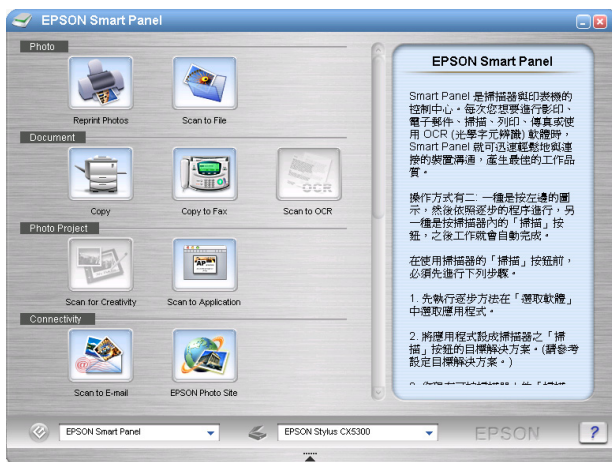 EPSON Smart Panel
Photo
Reprint Photos
Scan to File
Document
OCR
Copy
Copy to Fax
Scan to OCR
Photo Project
Scan for Creativity
Scan to Application
Connectivity
Scan to E-mail
EPSON Photo Site
EPSON Smart Panel
Smart Panel 是掃描器與印表機的
控制中心。每次您想要進行影印、
電子郵件、掃描、列印、傳真或使
用 OCR (光學字元辨識) 軟體時，
Smart Panel 就可迅速輕鬆地與連
接的裝置溝通，產生最佳的工作品
質。
操作方式有二: 一種是按左邊的圖
示，然後依照逐步的程序進行，另
一種是按掃描器內的「掃描」按
鈕，之後工作就會自動完成。
在使用掃描器的「掃描」按鈕前，
必須先進行下列步驟。
1. 先執行逐步方法在「選取軟體」
中選取應用程式。
2. 將應用程式設成掃描器之「掃
描」按鈕的目標解決方案。(請參考
設定目標解決方案。)
EPSON Smart Panel
EPSON Stylus CX5300
EPSON
?